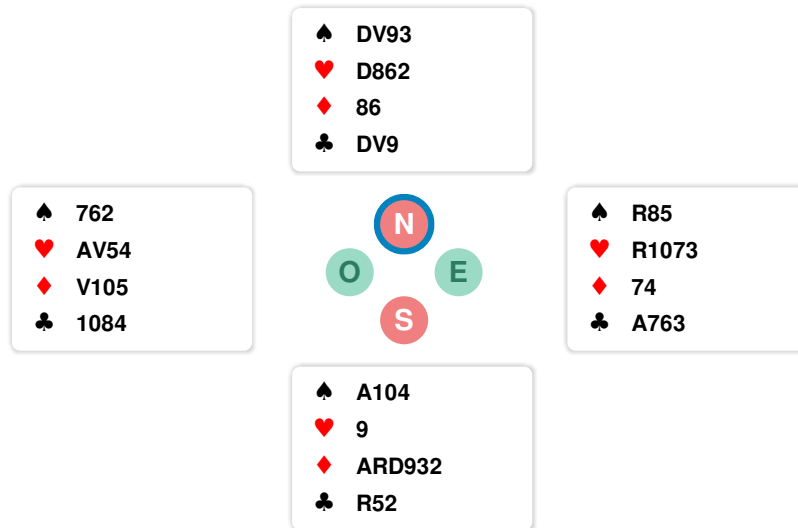 ♠ DV93
♥ D862
♦ 86
♣ DV9
♠ 762
♥ AV54
♦ V105
♣ 1084
N
O E
S
♠ R85
♥ R1073
♦ 74
♣ A763
♠ A104
♥ 9
♦ ARD932
♣ R52